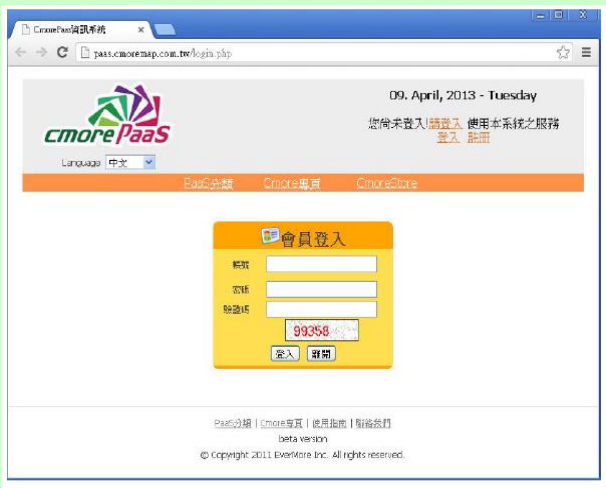 CmorePaas資訊系統
paas.cmoremap.com.tw/login.php
cmore PaaS
09. April, 2013 - Tuesday
您尚未登入!請登入 使用本系統之服務
登入 註冊
Language 中文
PaaS分類 Cmore專頁 CmoreStore
會員登入
帳號
密碼
驗證碼
99358
登入 離開
PaaS分類 | Cmore專頁 | 使用指南 | 聯絡我們
beta version
© Copyright 2011 EverMore Inc. All rights reserved.